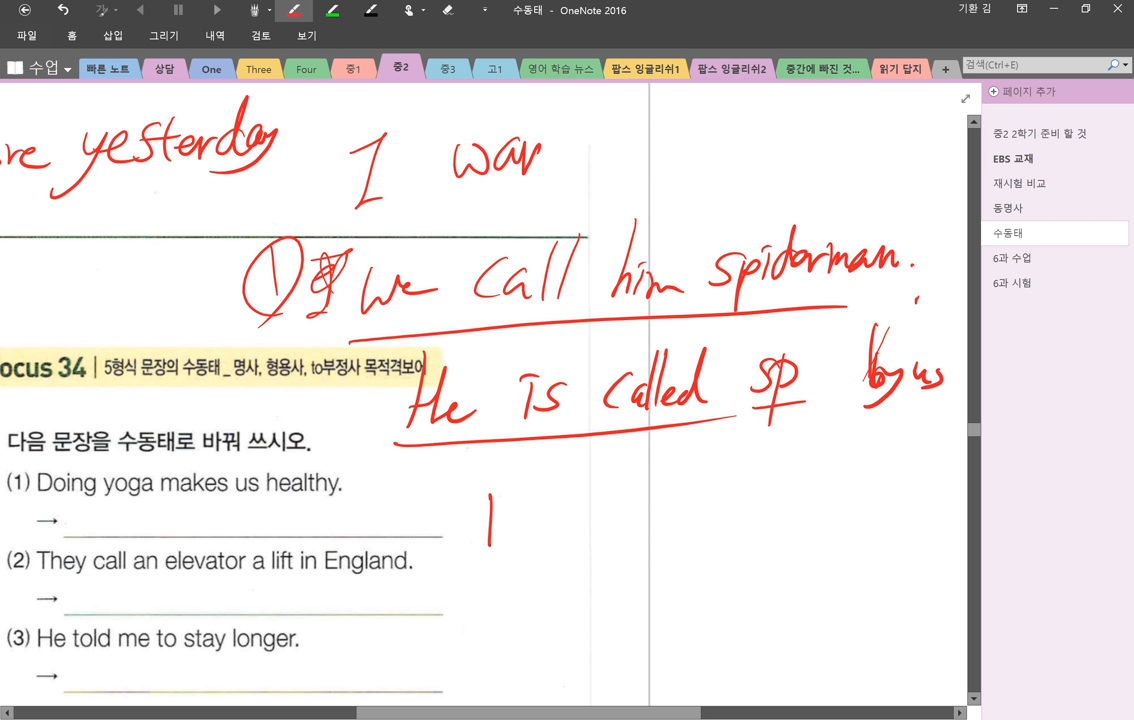 수동태 - OneNote 2016
기환 김
파일 홈 삽입 그리기 내역 검토 보기
수업 빠른 노트 상담 One Three Four 중1 중2 중3 고1 영어 학습 뉴스 팝스 잉글리쉬1 팝스 잉글리쉬2 중간에 빠진 것... 읽기 답지 +
검색(Ctrl+E)
페이지 추가
중2 2학기 준비 할 것
EBS 교재
재시험 비교
동명사
수동태
6과 수업
6과 시험
re yesterday I was
① we call him spiderman.
ocus 34 | 5형식 문장의 수동태 _ 명사, 형용사, to부정사 목적격보어
He is called sp by us
다음 문장을 수동태로 바꿔 쓰시오.
(1) Doing yoga makes us healthy.
→
(2) They call an elevator a lift in England.
→
(3) He told me to stay longer.
→